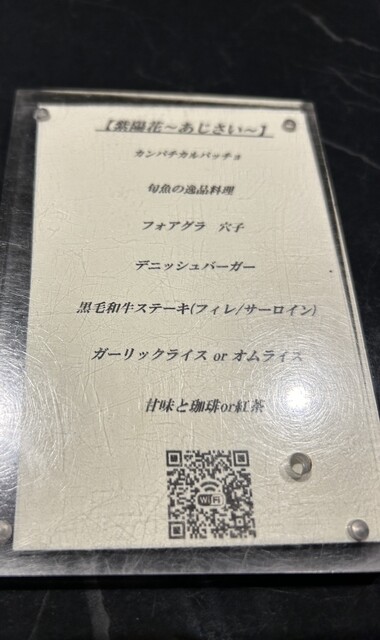 【紫陽花～あじさい～】
カンパチカルパッチョ
旬魚の逸品料理
フォアグラ 穴子
デニッシュバーガー
黒毛和牛ステーキ(フィレ/サーロイン)
ガーリックライス or オムライス
甘味と珈琲or紅茶
WiFi